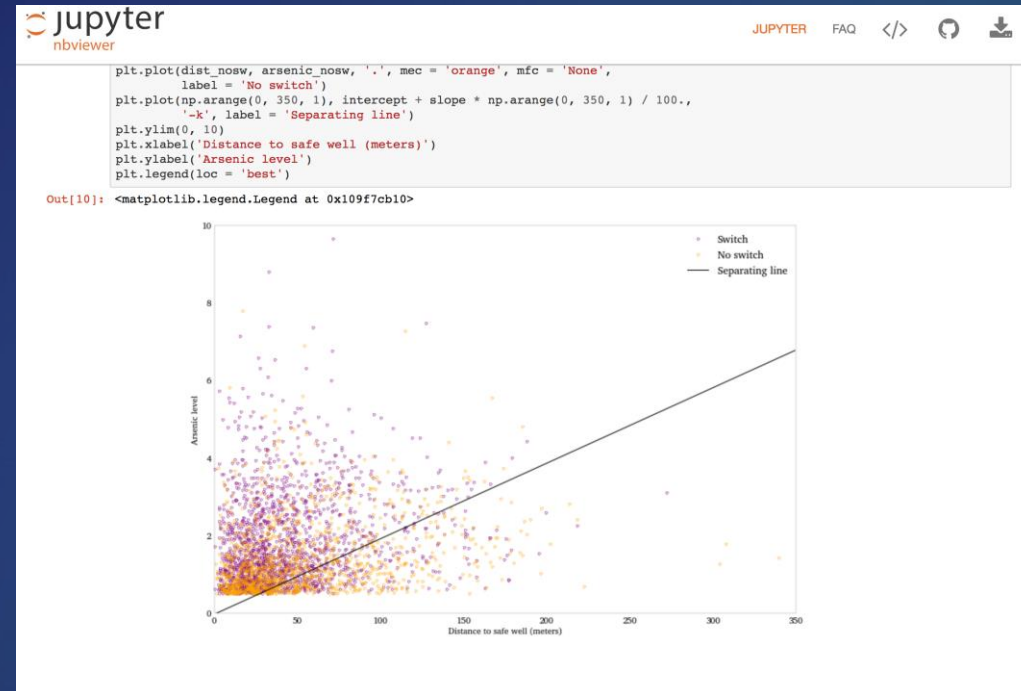 jupyter
nbviewer
JUPYTER FAQ </>
plt.plot(dist_nosw, arsenic_nosw, '.', mec = 'orange', mfc = 'None',
label = 'No switch')
plt.plot(np.arange(0, 350, 1), intercept + slope * np.arange(0, 350, 1) / 100.,
'-k', label = 'Separating line')
plt.ylim(0, 10)
plt.xlabel('Distance to safe well (meters)')
plt.ylabel('Arsenic level')
plt.legend(loc = 'best')
Out[10]: <matplotlib.legend.Legend at 0x109f7cb10>
10
Switch
No switch
Separating line
8
6
Arsenic level
4
2
0
0 50 100 150 200 250 300 350
Distance to safe well (meters)